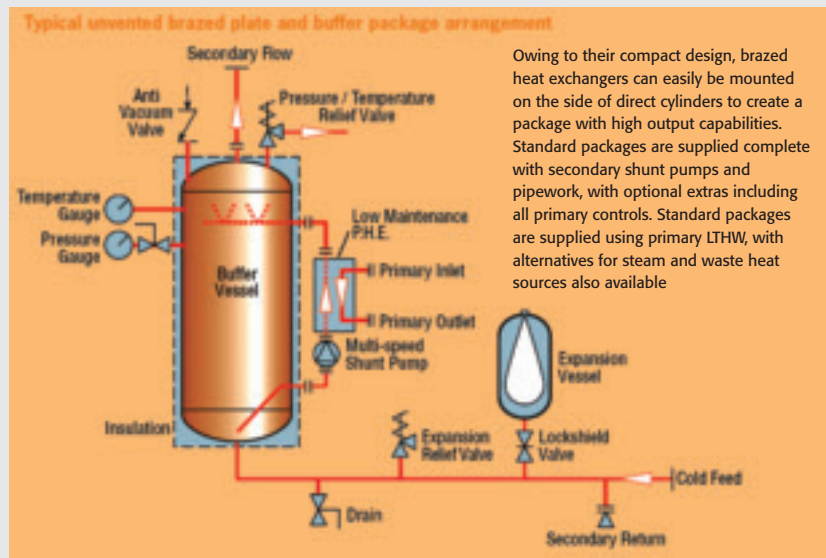 Typical unvented brazed plate and buffer package arrangement
Secondary Flow
Anti
Vacuum
Valve
Pressure / Temperature
Relief Valve
Owing to their compact design, brazed
heat exchangers can easily be mounted
on the side of direct cylinders to create a
package with high output capabilities.
Standard packages are supplied complete
with secondary shunt pumps and
pipework, with optional extras including
all primary controls. Standard packages
are supplied using primary LTHW, with
alternatives for steam and waste heat
sources also available
Temperature
Gauge
Pressure
Gauge
Low Maintenance
P.H.E.
Buffer
Vessel
Primary Inlet
Primary Outlet
Multi-speed
Shunt Pump
Expansion
Vessel
Insulation
Expansion
Relief Valve
Lockshield
Valve
Cold Feed
Drain
Secondary Return